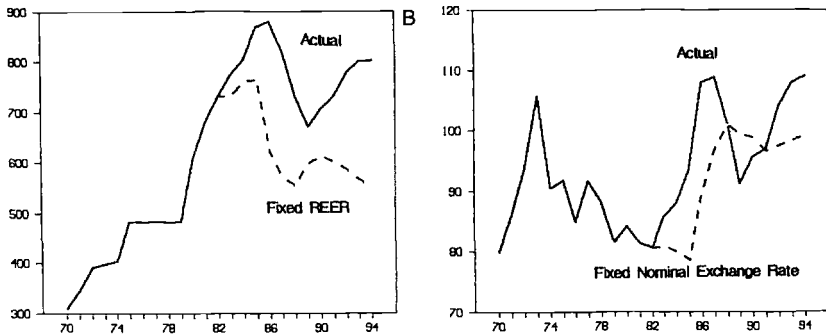 B
900
800
700
600
500
400
300
Actual
Fixed REER
70 74 78 82 86 90 94
120
110
100
90
80
70
Actual
Fixed Nominal Exchange Rate
70 74 78 82 86 90 94